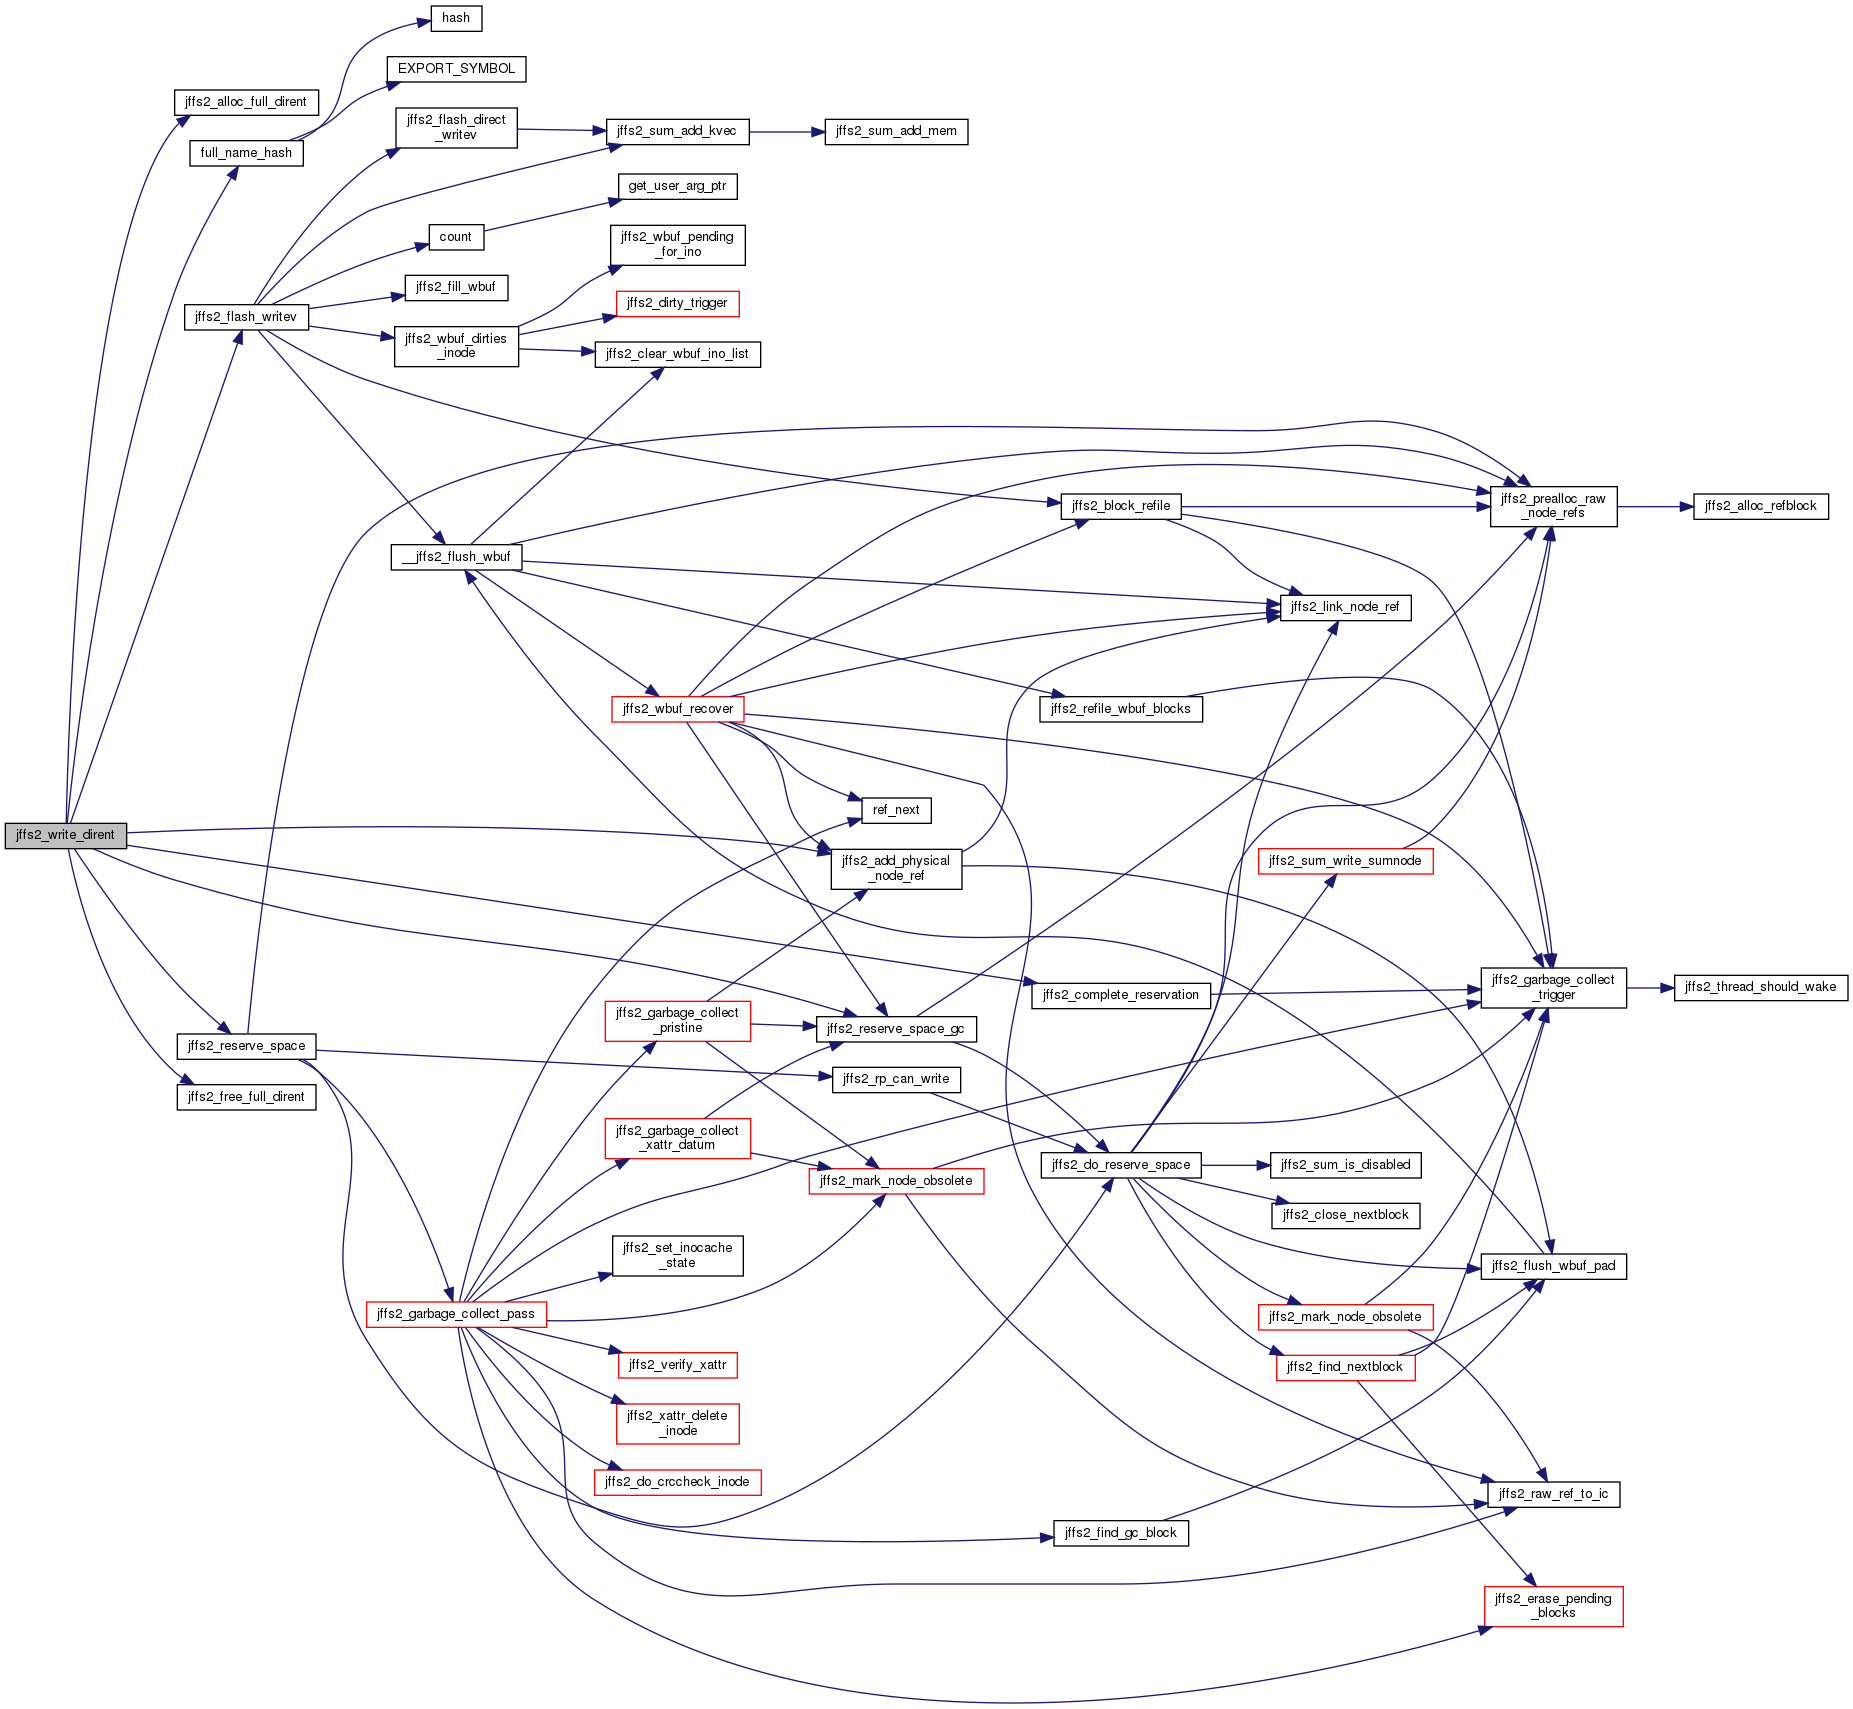 hash
EXPORT_SYMBOL
jffs2_alloc_full_dirent
full_name_hash
jffs2_flash_direct
_writev
jffs2_sum_add_kvec
jffs2_sum_add_mem
get_user_arg_ptr
count
jffs2_wbuf_pending
_for_ino
jffs2_fill_wbuf
jffs2_flash_writev
jffs2_dirty_trigger
jffs2_wbuf_dirties
_inode
jffs2_clear_wbuf_ino_list
jffs2_block_refile
jffs2_prealloc_raw
_node_refs
jffs2_alloc_refblock
__jffs2_flush_wbuf
jffs2_link_node_ref
jffs2_wbuf_recover
jffs2_refile_wbuf_blocks
ref_next
jffs2_write_dirent
jffs2_add_physical
_node_ref
jffs2_sum_write_sumnode
jffs2_complete_reservation
jffs2_garbage_collect
_trigger
jffs2_thread_should_wake
jffs2_garbage_collect
_pristine
jffs2_reserve_space_gc
jffs2_reserve_space
jffs2_rp_can_write
jffs2_free_full_dirent
jffs2_garbage_collect
_xattr_datum
jffs2_mark_node_obsolete
jffs2_do_reserve_space
jffs2_sum_is_disabled
jffs2_close_nextblock
jffs2_set_inocache
_state
jffs2_flush_wbuf_pad
jffs2_garbage_collect_pass
jffs2_mark_node_obsolete
jffs2_verify_xattr
jffs2_find_nextblock
jffs2_xattr_delete
_inode
jffs2_do_crccheck_inode
jffs2_raw_ref_to_ic
jffs2_find_gc_block
jffs2_erase_pending
_blocks